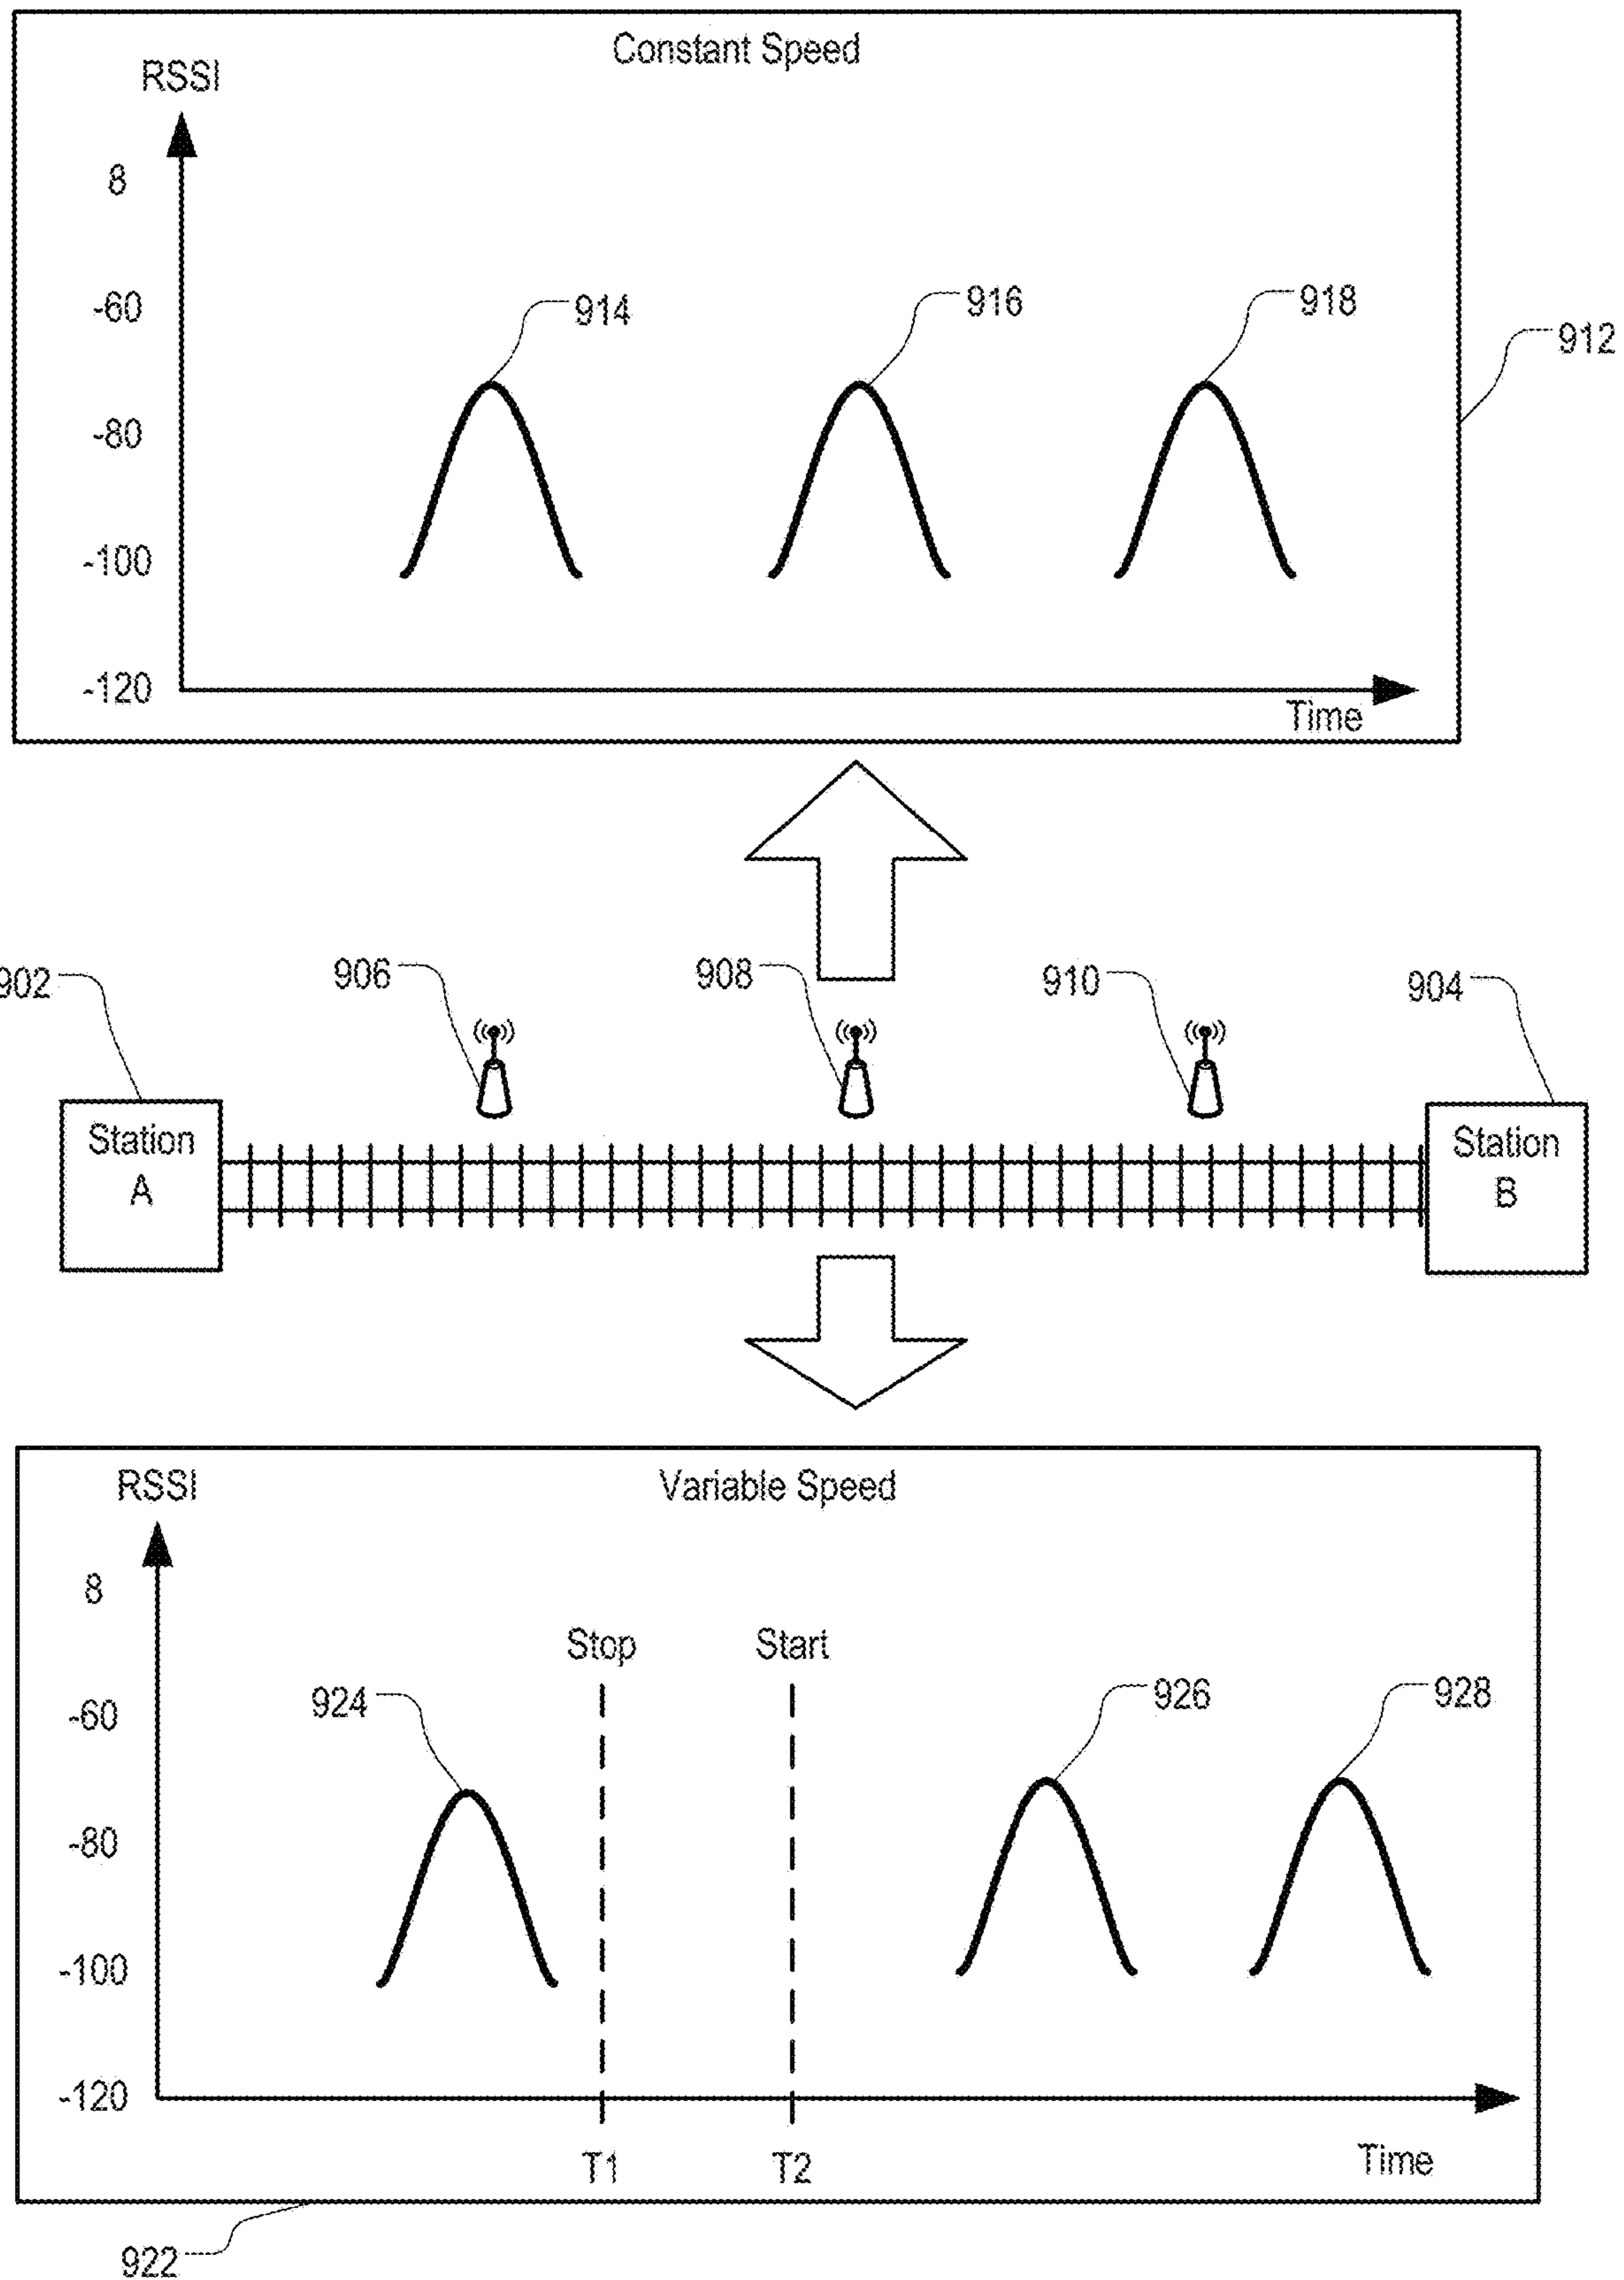 Constant Speed
RSSI
8
-60
914
916
918
912
-80
-100
-120
Time
902
906
908
910
904
Station
A
Station
B
RSSI
Variable Speed
8
Stop
Start
-60
924
926
928
-80
-100
-120
T1
T2
Time
922